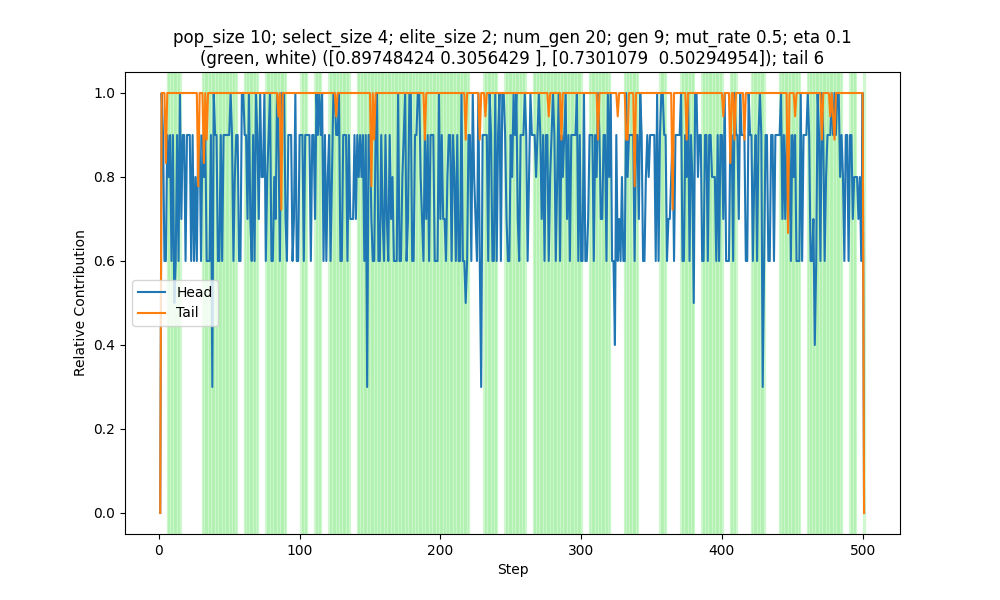 pop_size 10; select_size 4; elite_size 2; num_gen 20; gen 9; mut_rate 0.5; eta 0.1
(green, white) ([0.89748424 0.3056429 ], [0.7301079  0.50294954]); tail 6
1.0
0.8
0.6
0.4
0.2
0.0
Relative Contribution
Head
Tail
0 100 200 300 400 500
Step